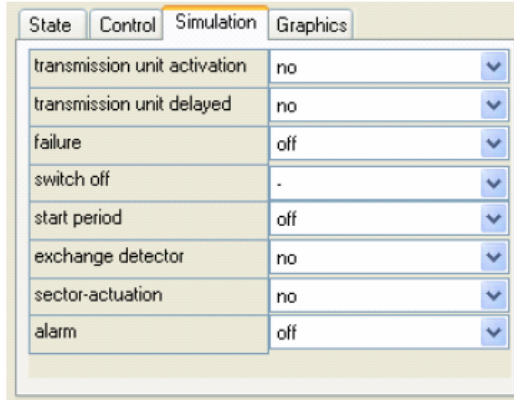 State Control Simulation Graphics
transmission unit activation no
transmission unit delayed no
failure off
switch off -
start period off
exchange detector no
sector-actuation no
alarm off